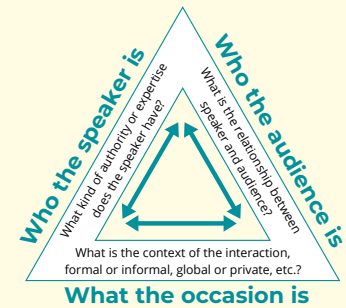 Who the speaker is
What kind of authority or expertise
does the speaker have?
Who the audience is
What is the relationship between
speaker and audience?
What is the context of the interaction,
formal or informal, global or private, etc.?
What the occasion is